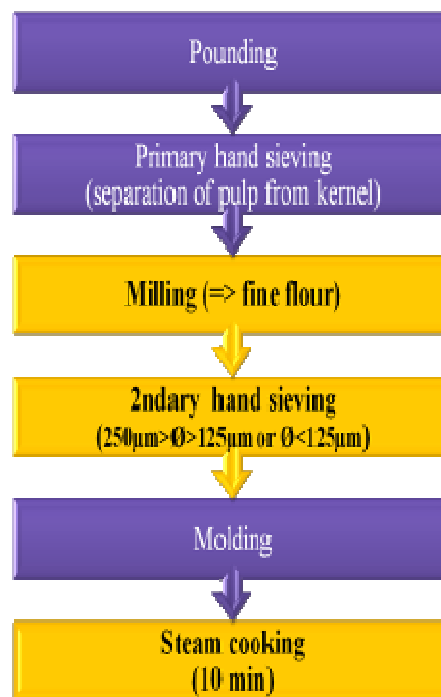 Pounding
Primary hand sieving
(separation of pulp from kernel)
Milling (=> fine flour)
2ndary hand sieving
(250µm>Ø>125µm or Ø<125µm)
Molding
Steam cooking
(10 min)